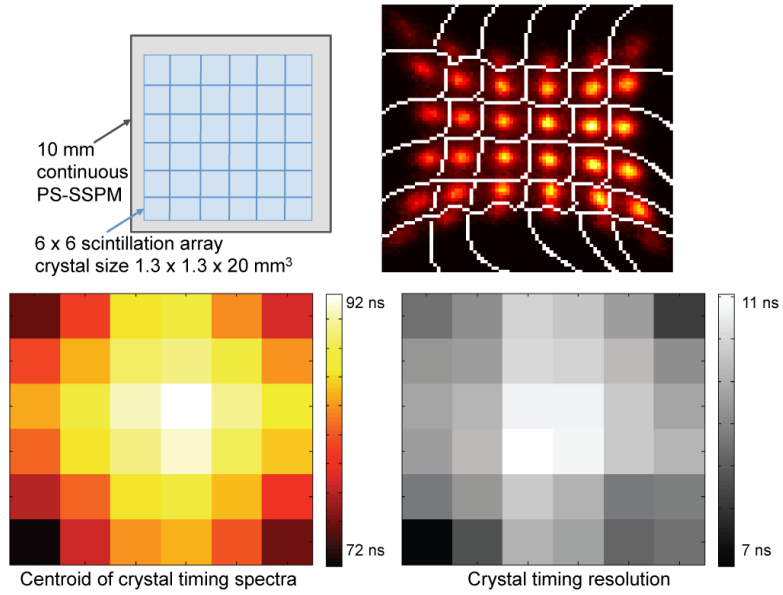 10 mm
continuous
PS-SSPM
6 x 6 scintillation array
crystal size 1.3 x 1.3 x 20 mm³
92 ns
72 ns
Centroid of crystal timing spectra
11 ns
7 ns
Crystal timing resolution